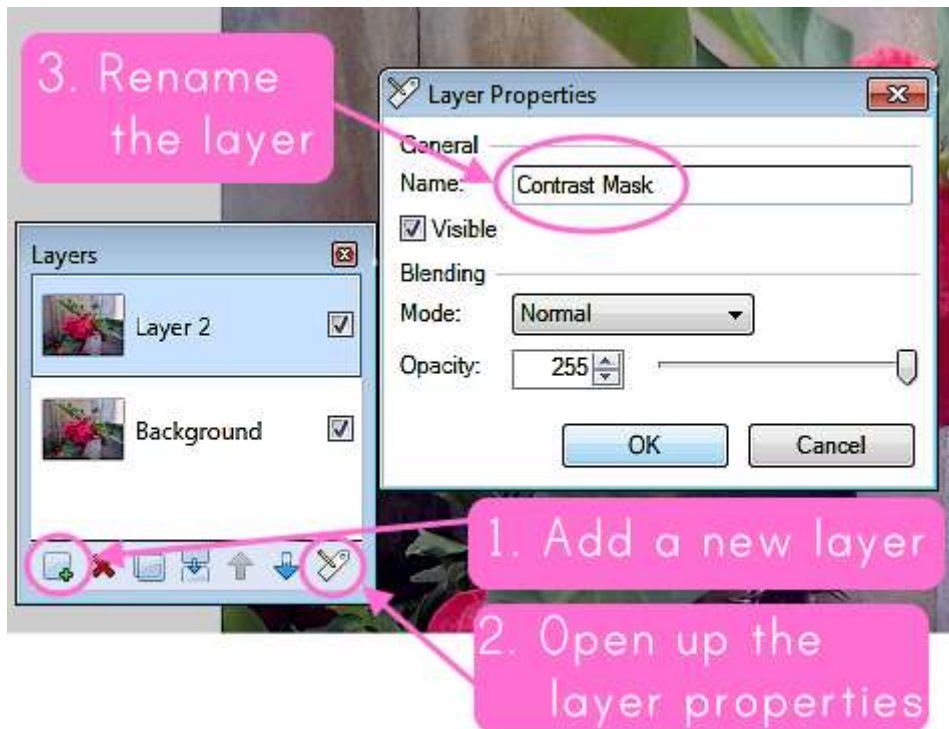 3. Rename
the layer
Layer Properties
General
Name: Contrast Mask
Visible
Blending
Mode: Normal
Opacity: 255
OK Cancel
Layers
Layer 2
Background
1. Add a new layer
2. Open up the
layer properties